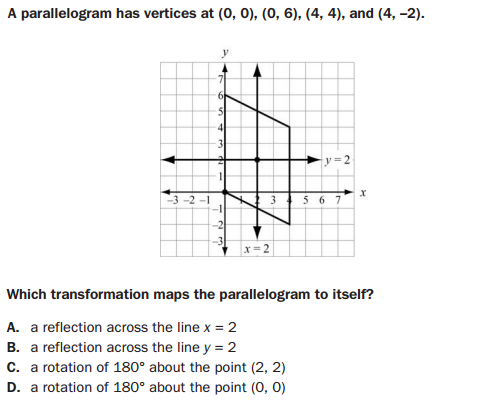 A parallelogram has vertices at (0, 0), (0, 6), (4, 4), and (4, –2).
y
7
6
5
4
3
2
y = 2
1
x
–3 –2 –1 1 2 3 4 5 6 7
–1
–2
–3
x = 2
Which transformation maps the parallelogram to itself?
A. a reflection across the line x = 2
B. a reflection across the line y = 2
C. a rotation of 180° about the point (2, 2)
D. a rotation of 180° about the point (0, 0)